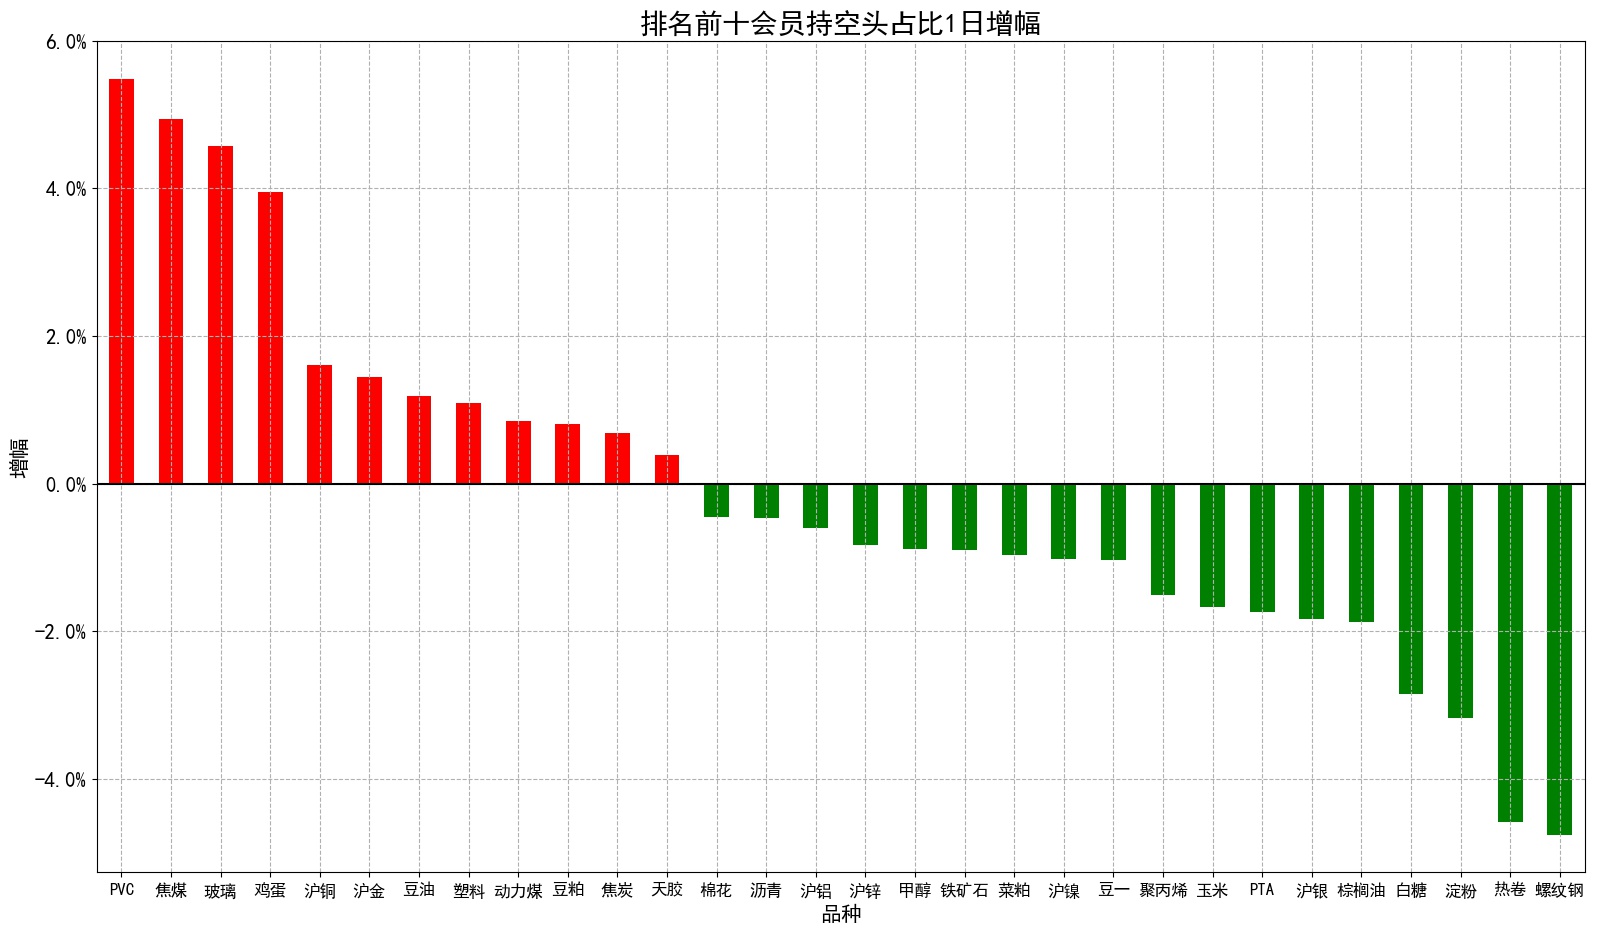 排名前十会员持空头占比1日增幅
6.0%
4.0%
2.0%
0.0%
−2.0%
−4.0%
增幅
PVC 焦煤 玻璃 鸡蛋 沪铜 沪金 豆油 塑料 动力煤 豆粕 焦炭 天胶 棉花 沥青 沪铝 沪锌 甲醇 铁矿石 菜粕 沪镍 豆一 聚丙烯 玉米 PTA 沪银 棕榈油 白糖 淀粉 热卷 螺纹钢
品种